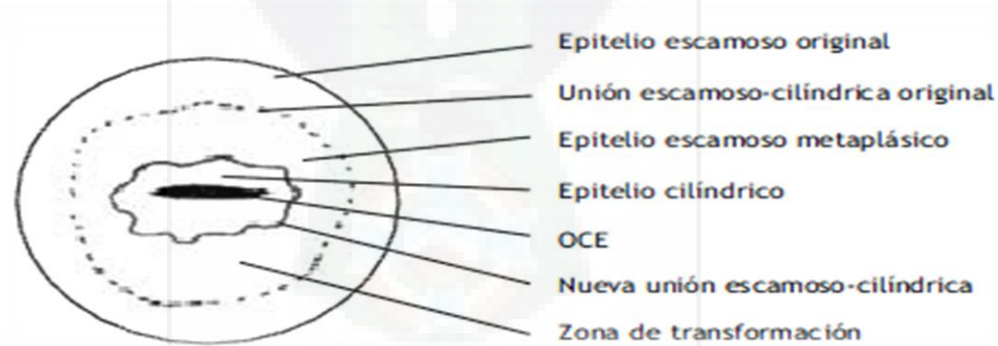 Epitelio escamoso original
Unión escamoso-cilíndrica original
Epitelio escamoso metaplásico
Epitelio cilíndrico
OCE
Nueva unión escamoso-cilíndrica
Zona de transformación